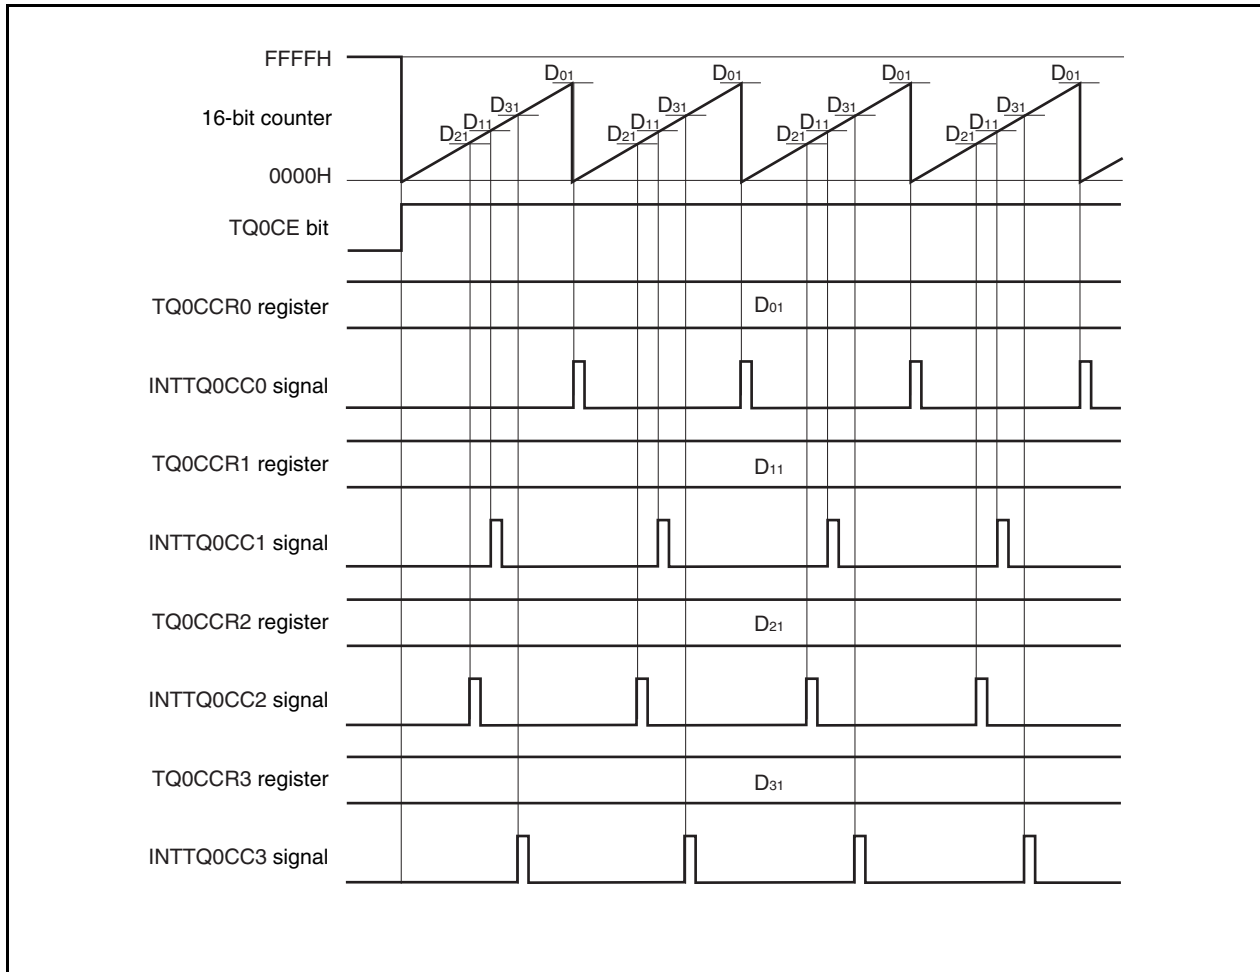 FFFFH
D01 D01 D01 D01
D31 D31 D31 D31
16-bit counter
D11 D11 D11 D11
D21 D21 D21 D21
0000H
TQ0CE bit
TQ0CCR0 register
D01
INTTQ0CC0 signal
TQ0CCR1 register
D11
INTTQ0CC1 signal
TQ0CCR2 register
D21
INTTQ0CC2 signal
TQ0CCR3 register
D31
INTTQ0CC3 signal